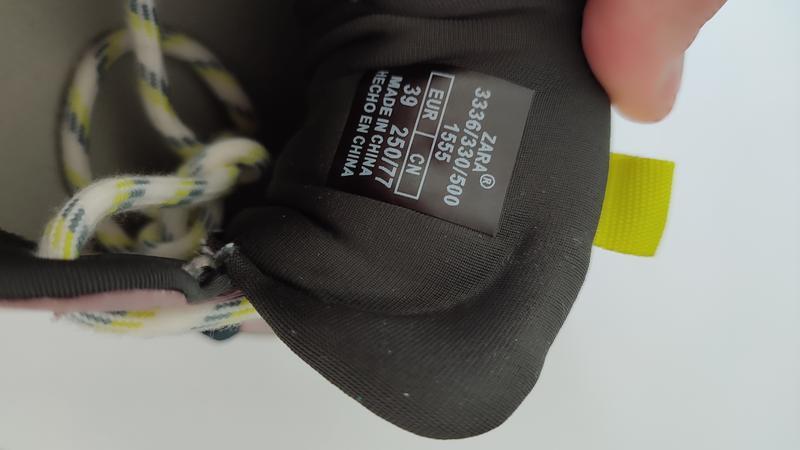 ZARA®
3336/330/500
1555
EUR CN
39 250/77
MADE IN CHINA
HECHO EN CHINA